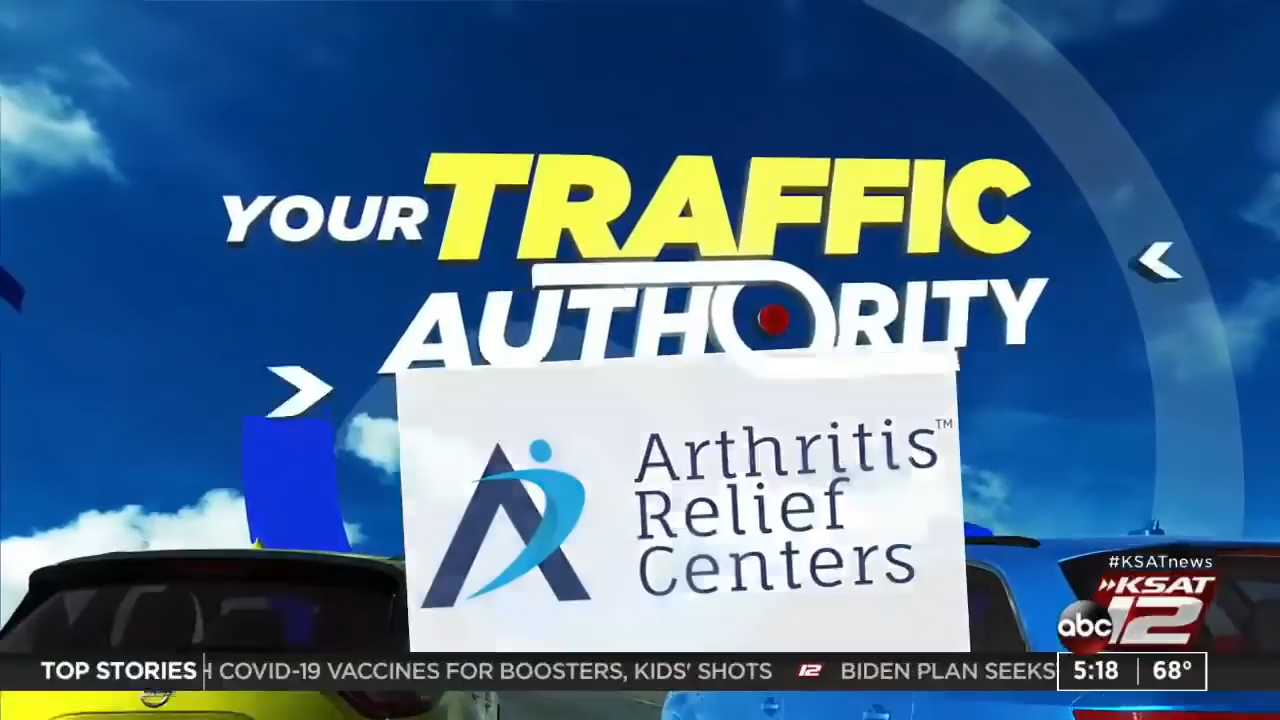 YOUR TRAFFIC
AUTHORITY
Arthritis™
Relief
Centers
#KSATnews
KSAT
abc 12
TOP STORIES COVID-19 VACCINES FOR BOOSTERS, KIDS' SHOTS 12 BIDEN PLAN SEEKS 5:18 68°